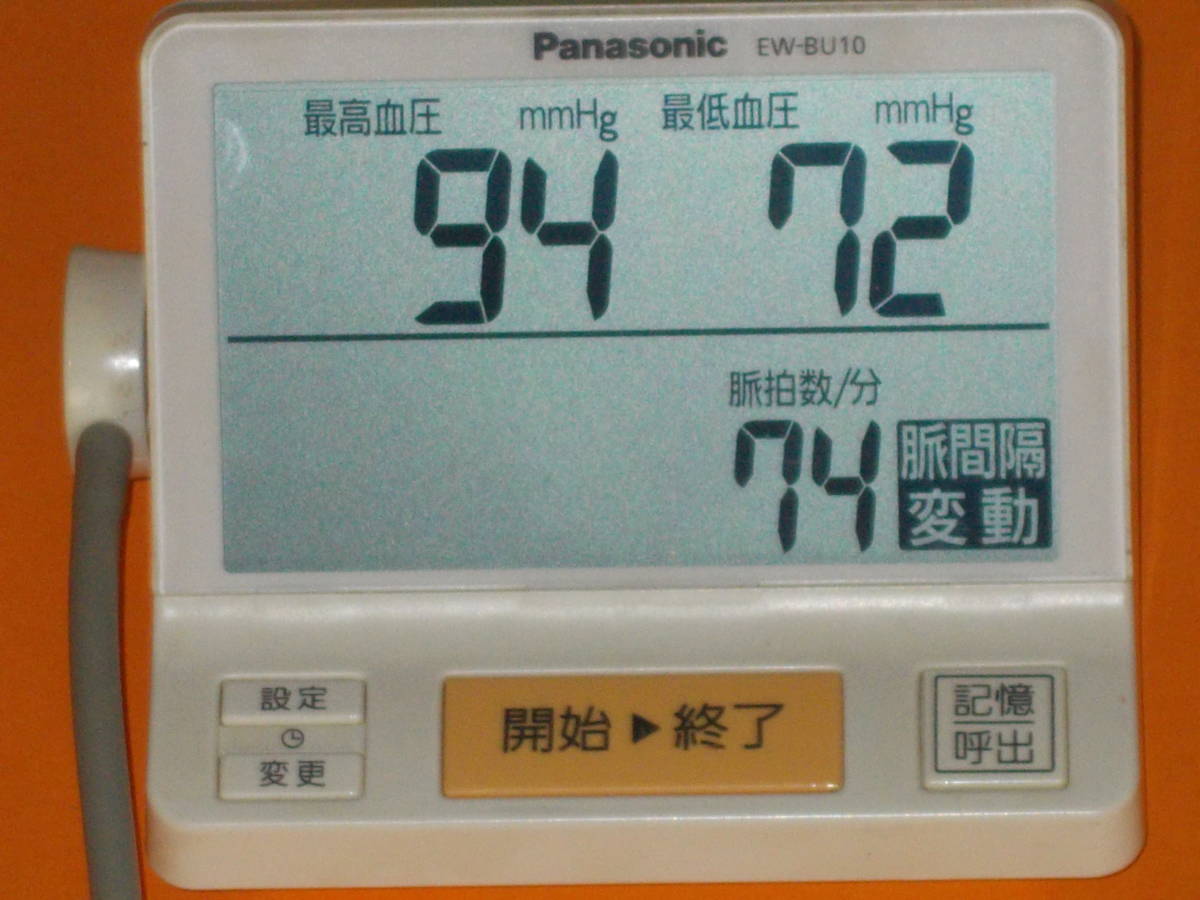 Panasonic EW-BU10
最高血圧 mmHg 最低血圧 mmHg
94 72
脈拍数/分
74 脈間隔
変動
設定
変更
開始▶終了
記憶
呼出